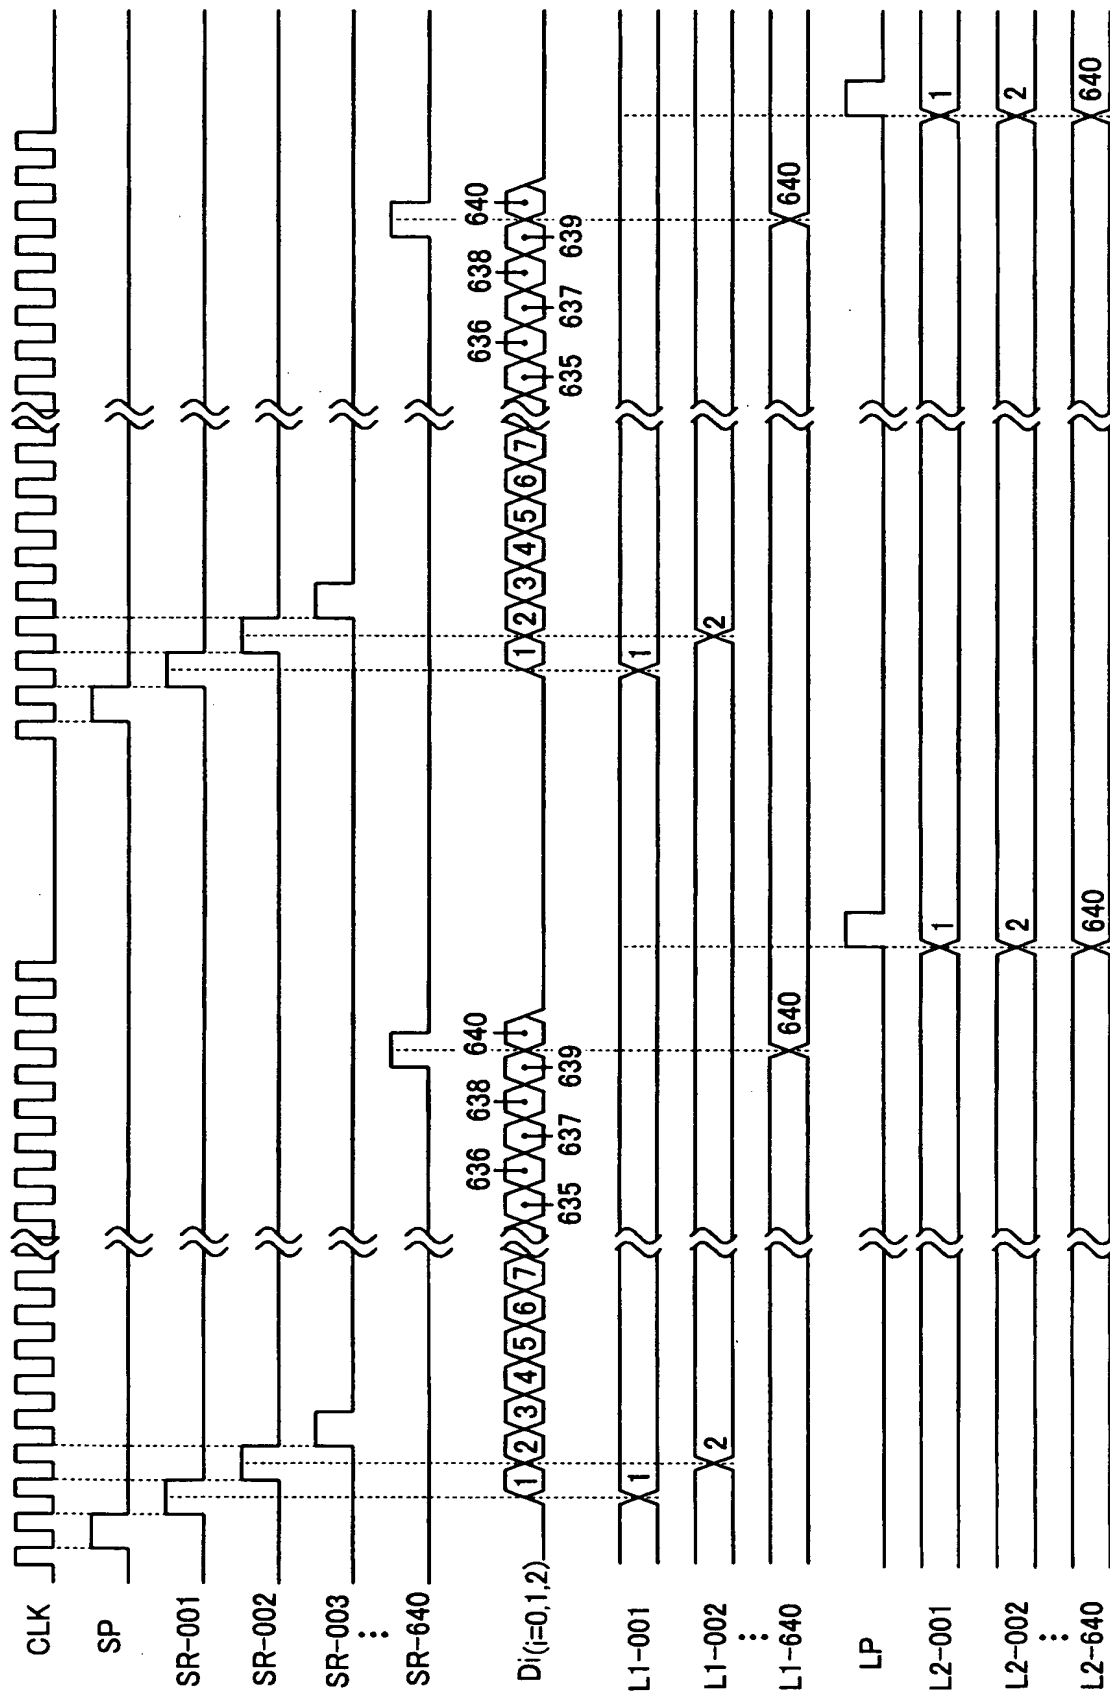 CLK
SP
SR-001
SR-002
SR-003
SR-640
Di(i=0,1,2)
1 2 3 4 5 6 7 635 636 637 638 639 640 1 2 3 4 5 6 7 635 636 637 638 639 640
L1-001 1 1
L1-002 2 2
L1-640 640 640
LP
L2-001 1 1
L2-002 2 2
L2-640 640 640